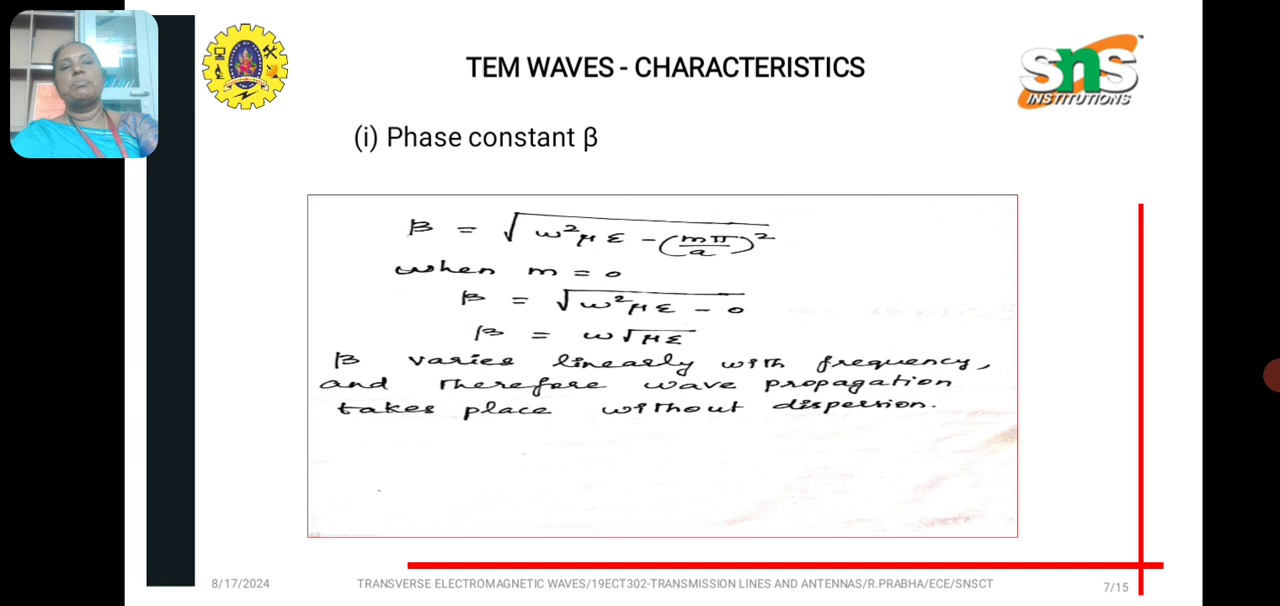 TEM WAVES - CHARACTERISTICS
sns
INSTITUTIONS
(i) Phase constant β
β = √(ω²με - (mπ/a)²)
when m = 0
β = √(ω²με - 0)
β = ω√(με)
β varies linearly with frequency,
and therefore wave propagation
takes place without dispersion.
8/17/2024
TRANSVERSE ELECTROMAGNETIC WAVES/19ECT302-TRANSMISSION LINES AND ANTENNAS/R.PRABHA/ECE/SNSCT
7/15